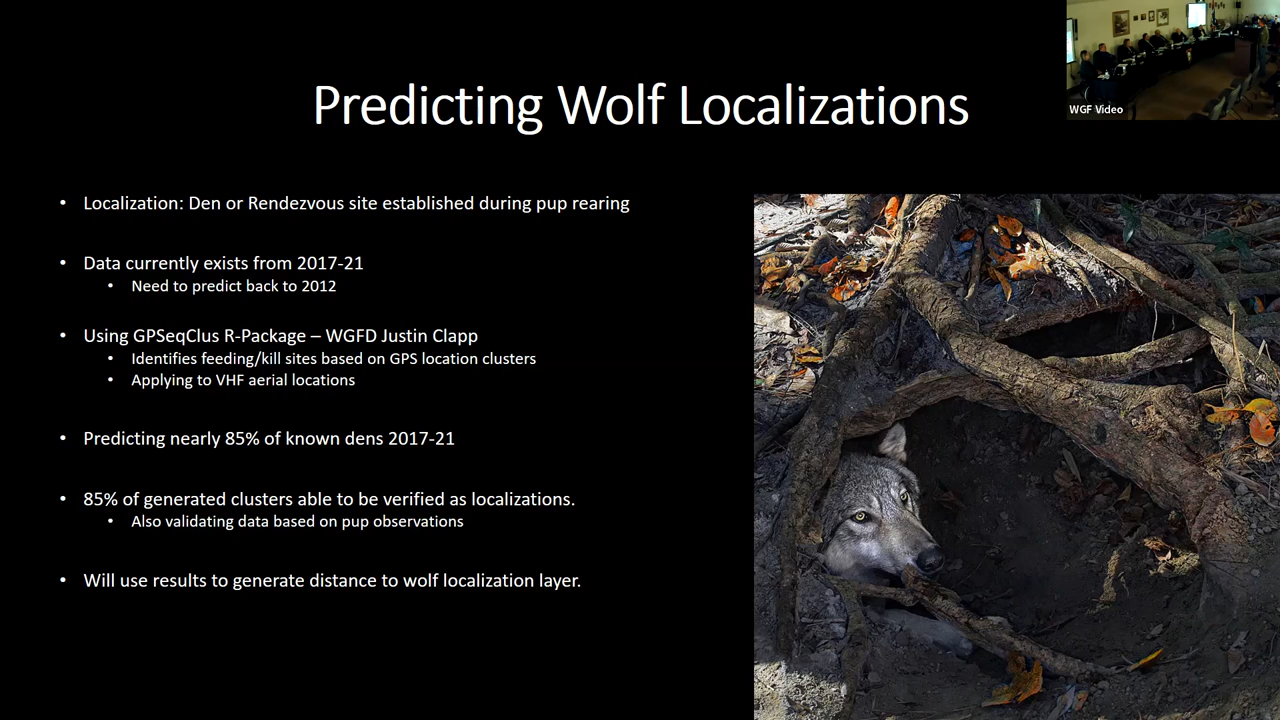 WGF Video
Predicting Wolf Localizations
• Localization: Den or Rendezvous site established during pup rearing
• Data currently exists from 2017-21
• Need to predict back to 2012
• Using GPSeqClus R-Package – WGFD Justin Clapp
• Identifies feeding/kill sites based on GPS location clusters
• Applying to VHF aerial locations
• Predicting nearly 85% of known dens 2017-21
• 85% of generated clusters able to be verified as localizations.
• Also validating data based on pup observations
• Will use results to generate distance to wolf localization layer.